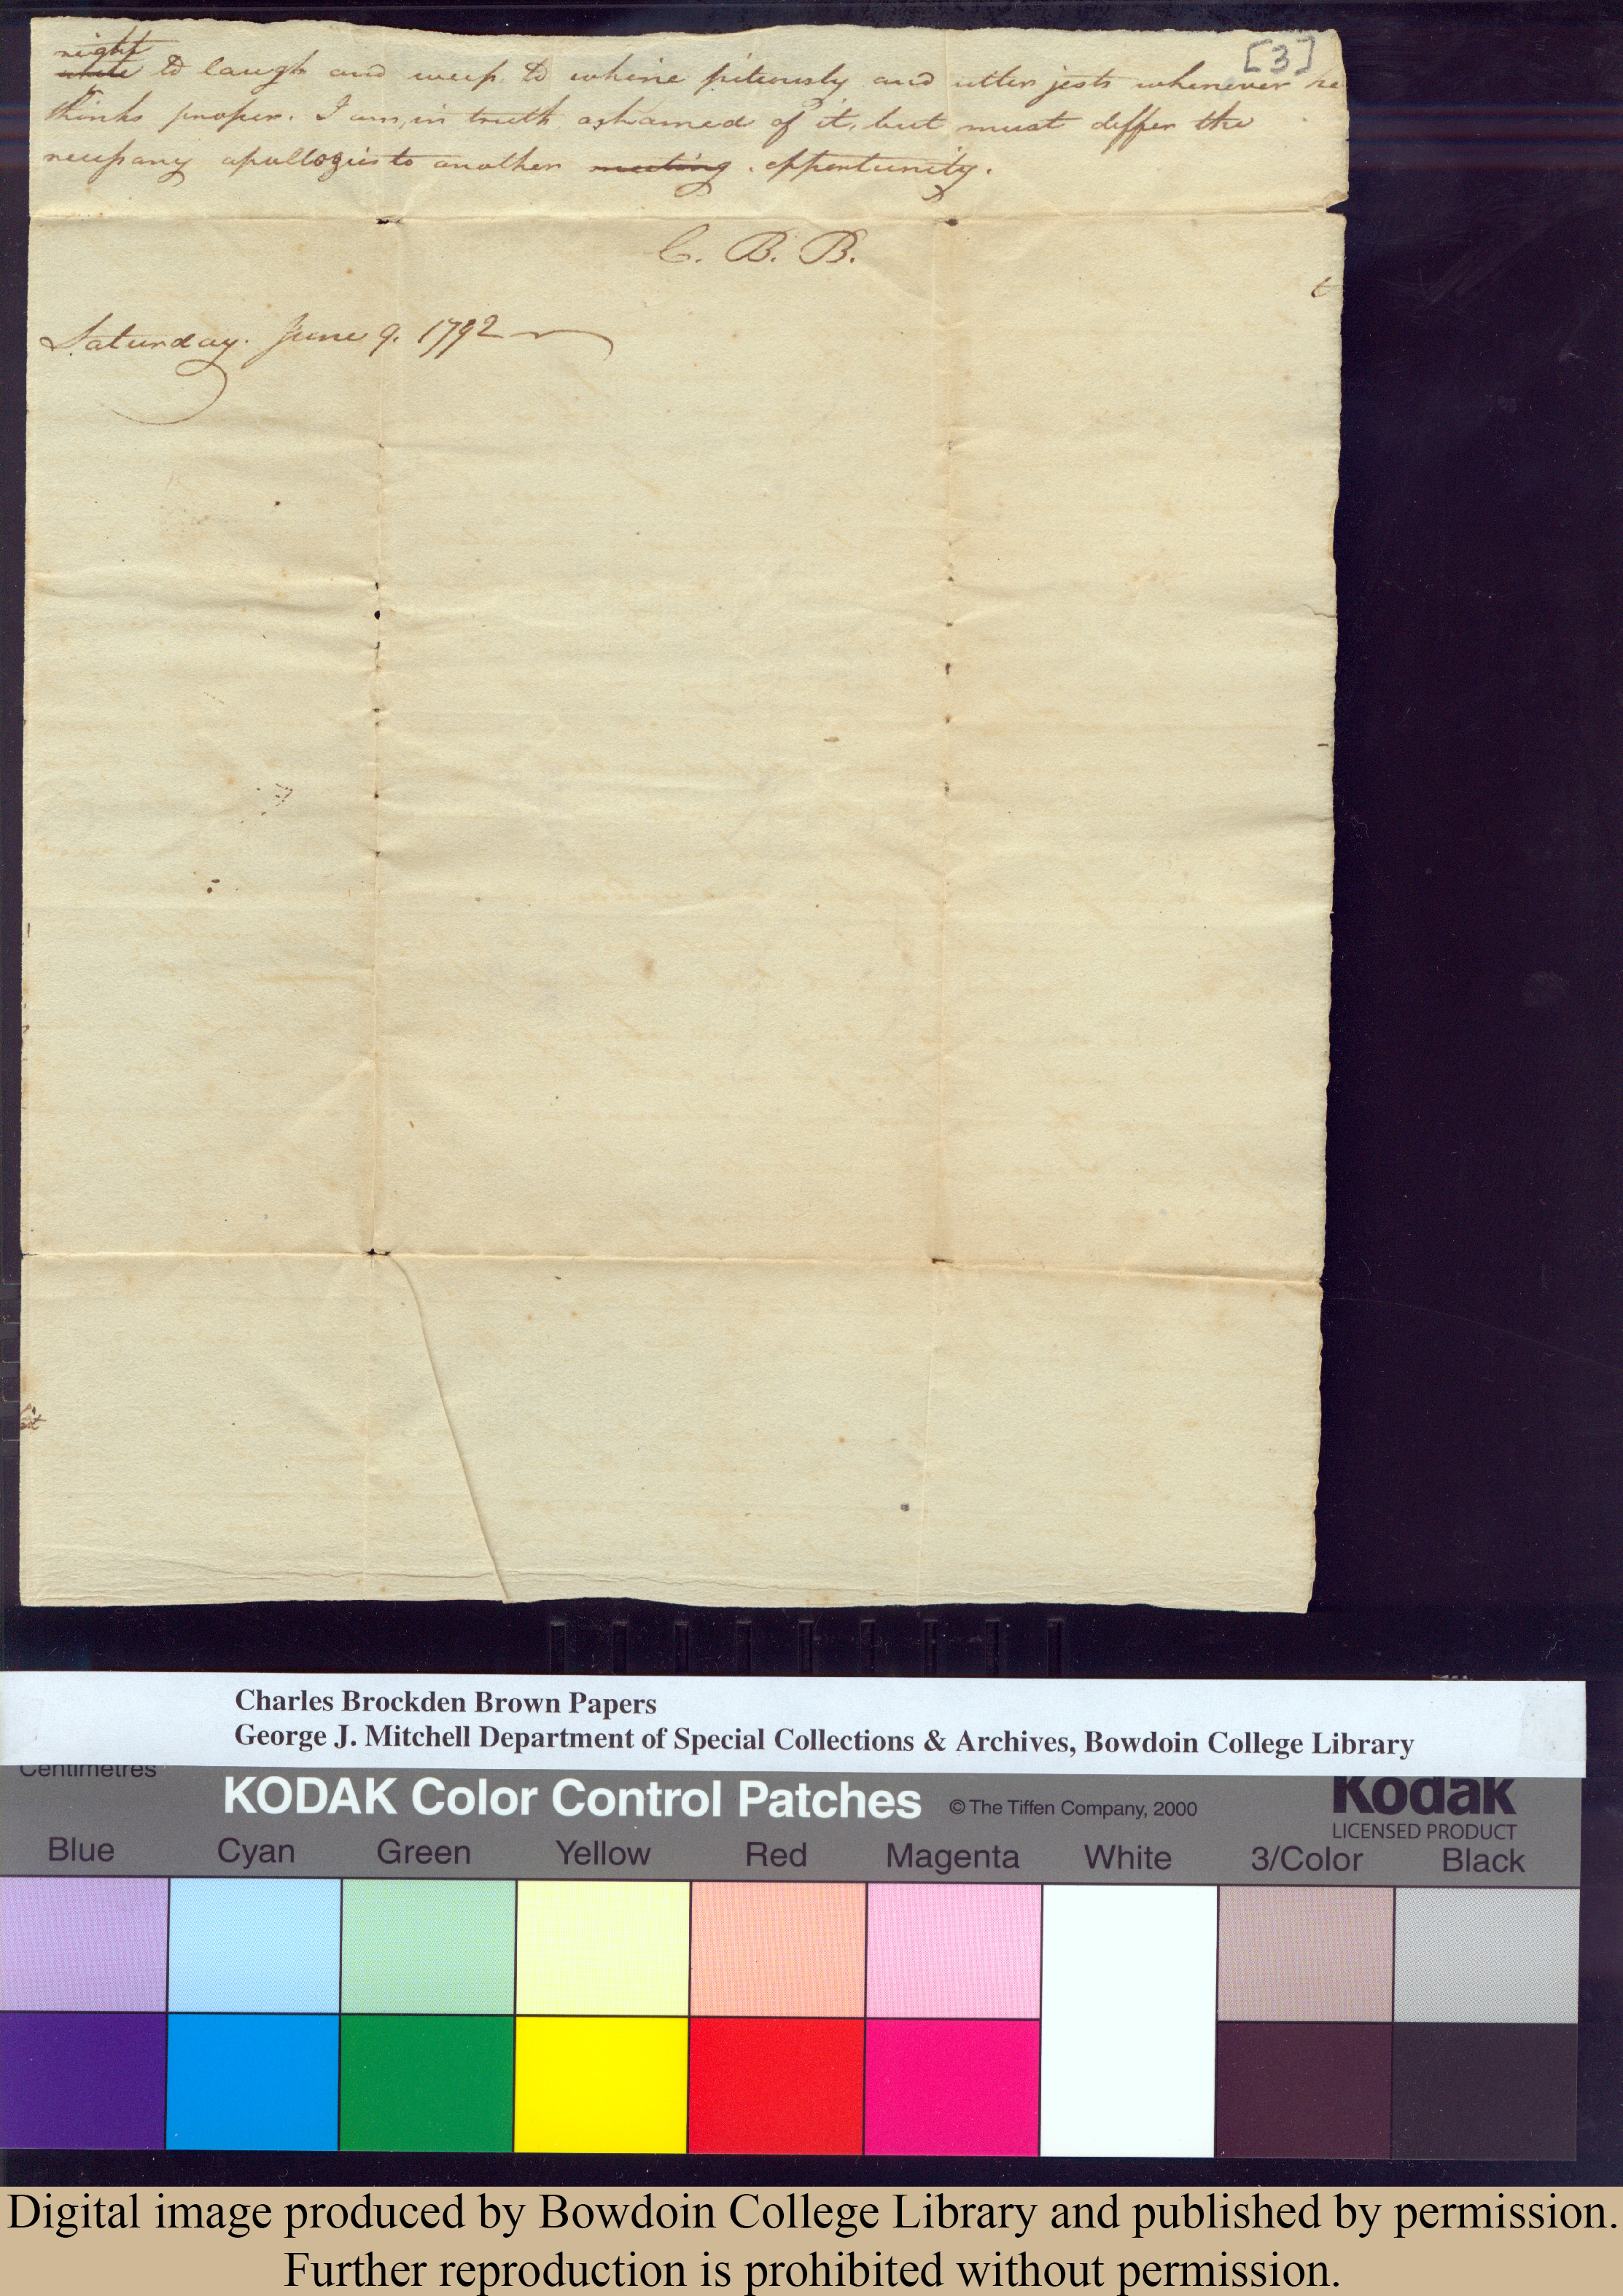 [3]
right
white to laugh and weep. to whine piteously and utter jests whenever he
thinks proper. I am, in truth, ashamed of it, but must differ the
necessary apollogies to another meeting. opportunity.
C. B. B.
t
Saturday. June 9. 1792
Charles Brockden Brown Papers
George J. Mitchell Department of Special Collections & Archives, Bowdoin College Library
Centimetres
KODAK Color Control Patches © The Tiffen Company, 2000 Kodak
LICENSED PRODUCT
Blue Cyan Green Yellow Red Magenta White 3/Color Black
Digital image produced by Bowdoin College Library and published by permission.
Further reproduction is prohibited without permission.